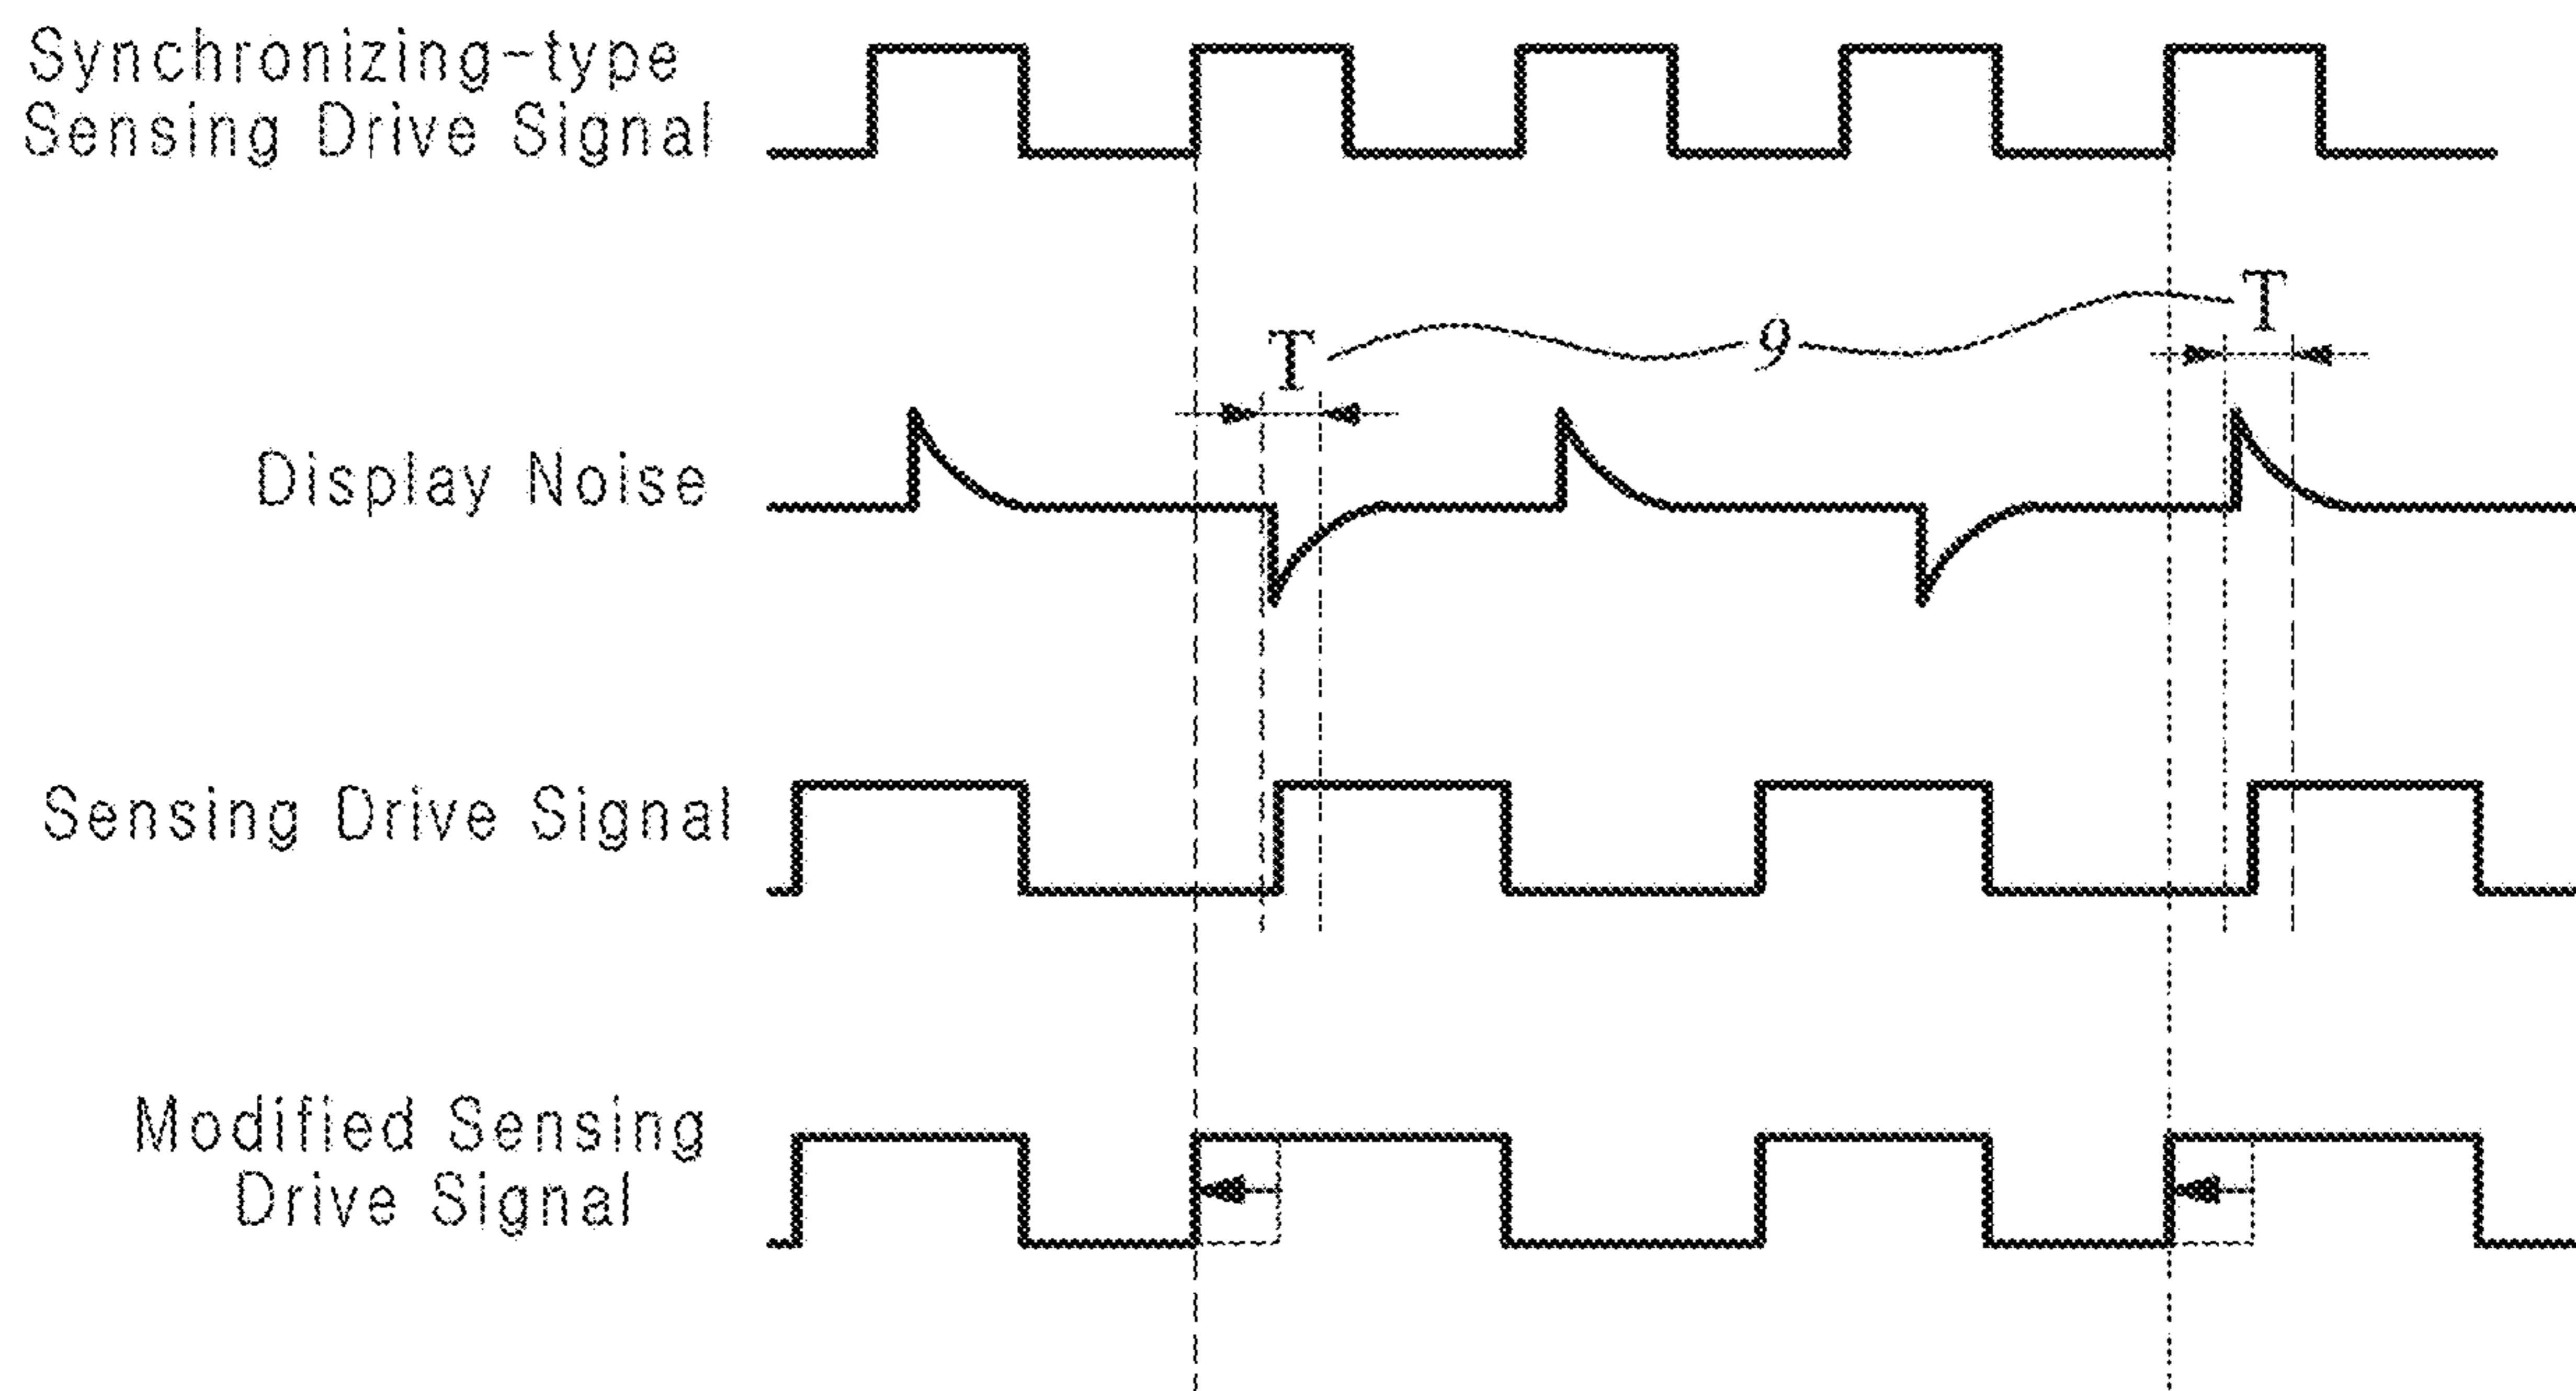 Synchronizing-type
Sensing Drive Signal
T
T
9
Display Noise
Sensing Drive Signal
Modified Sensing
Drive Signal